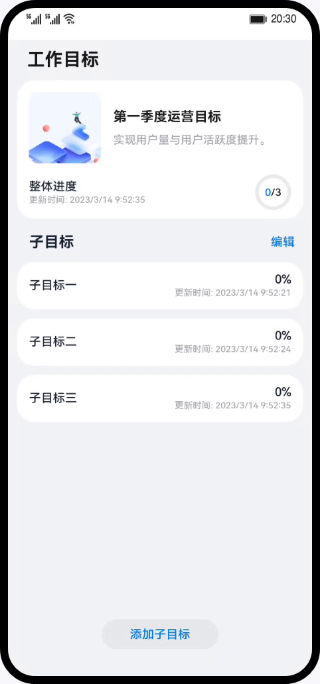 20:30
工作目标
第一季度运营目标
实现用户量与用户活跃度提升。
整体进度
更新时间: 2023/3/14 9:52:35
0/3
子目标
编辑
子目标一
0%
更新时间: 2023/3/14 9:52:21
子目标二
0%
更新时间: 2023/3/14 9:52:24
子目标三
0%
更新时间: 2023/3/14 9:52:35
添加子目标